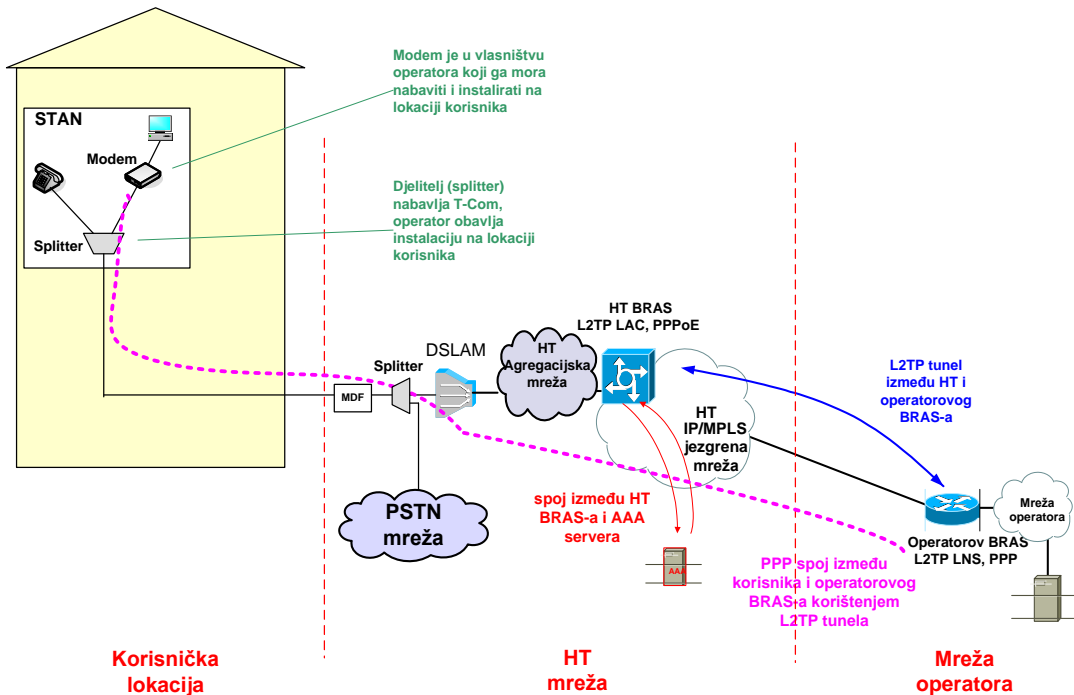 Modem je u vlasništvu
operatora koji ga mora
nabaviti i instalirati na
lokaciji korisnika
STAN
Modem
Djelitelj (splitter)
nabavlja T-Com,
operator obavlja
instalaciju na lokaciji
korisnika
Splitter
HT BRAS
L2TP LAC, PPPoE
Splitter
DSLAM
HT
Agregacijska
mreža
L2TP tunel
između HT i
operatorovog
BRAS-a
MDF
HT
IP/MPLS
jezgrena
mreža
PSTN
mreža
spoj između HT
BRAS-a i AAA
servera
AAA
Mreža
operatora
Operatorov BRAS
L2TP LNS, PPP
PPP spoj između
korisnika i operatorovog
BRAS-a korištenjem
L2TP tunela
Korisnička
lokacija
HT
mreža
Mreža
operatora